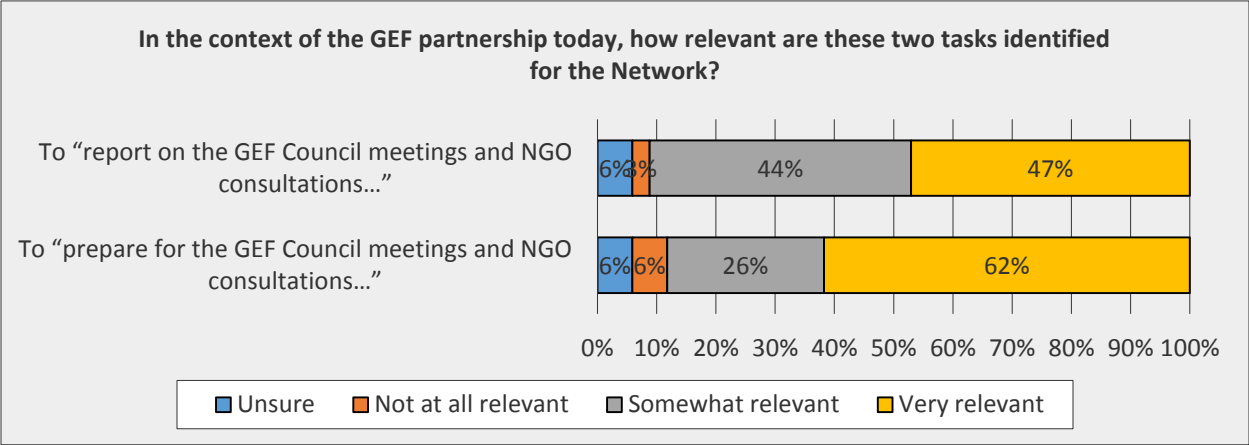 In the context of the GEF partnership today, how relevant are these two tasks identified
for the Network?
To “report on the GEF Council meetings and NGO
consultations…”
6% 3% 44% 47%
To “prepare for the GEF Council meetings and NGO
consultations…”
6% 6% 26% 62%
0% 10% 20% 30% 40% 50% 60% 70% 80% 90% 100%
Unsure Not at all relevant Somewhat relevant Very relevant